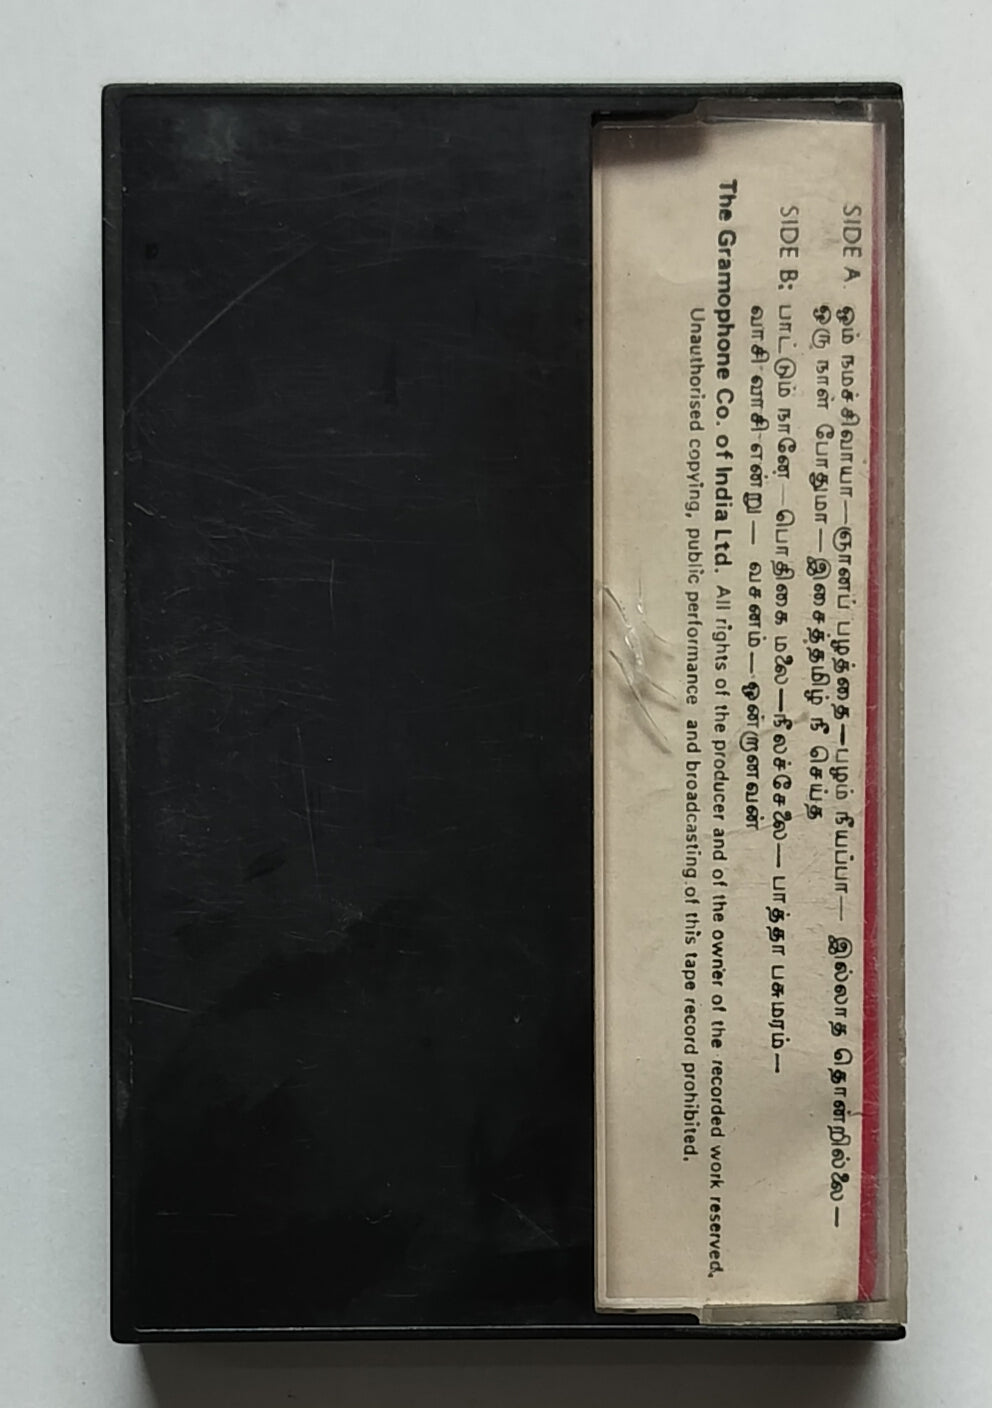 SIDE A. ஓம் நமச்சிவாயா—ஞானப் பழத்தை—பழம் நீயப்பா— இல்லாத தொன்றில்லை—
ஒரு நாள் போதுமா—இசைத்தமிழ் நீ செய்த
SIDE B: பாட்டும் நானே—பொதிகை மலை—நீலச்சேலை— பாத்தா பசுமரம்—
வாசி வாசி என்று— வசனம்—ஒன்றானவன்
The Gramophone Co. of India Ltd. All rights of the producer and of the owner of the recorded work reserved.
Unauthorised copying, public performance and broadcasting of this tape record prohibited.